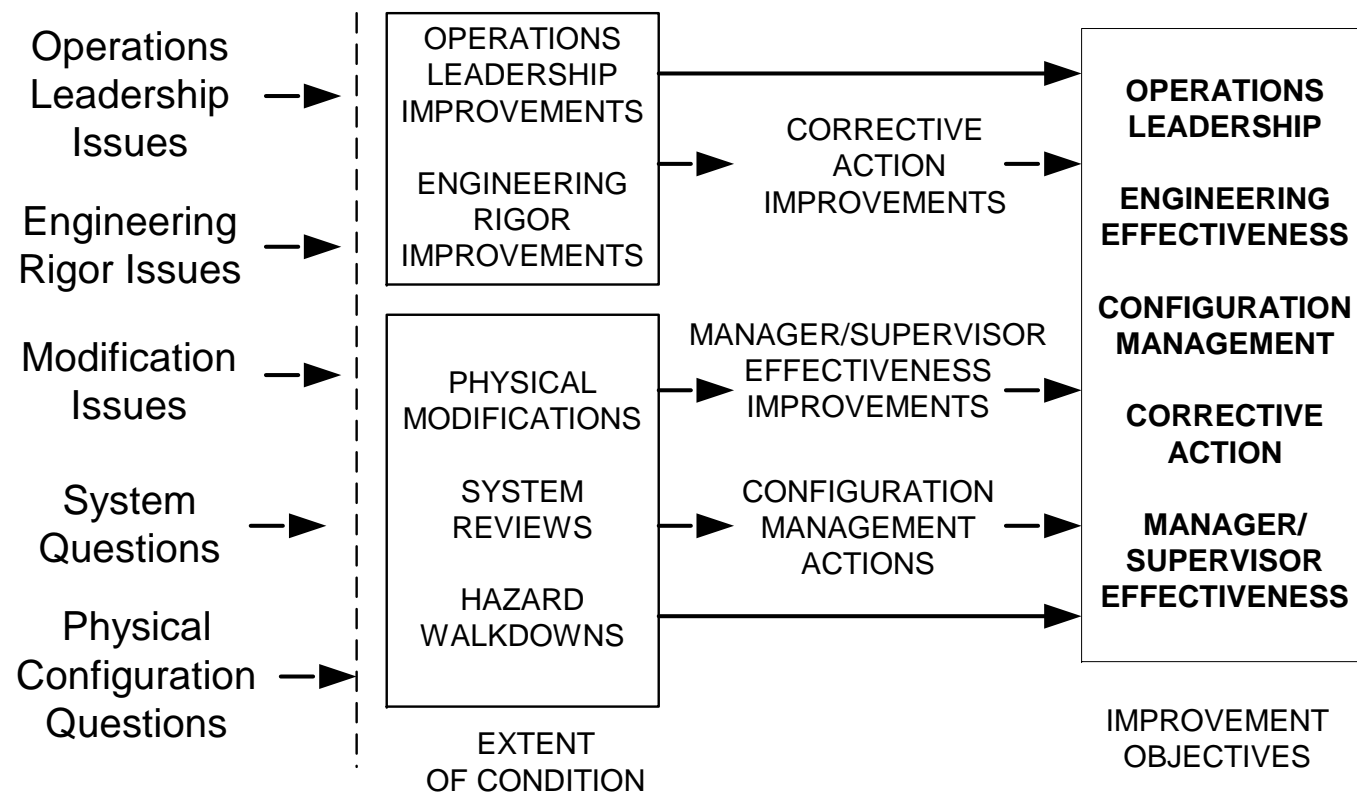 Operations
Leadership
Issues
Engineering
Rigor Issues
Modification
Issues
System
Questions
Physical
Configuration
Questions
OPERATIONS
LEADERSHIP
IMPROVEMENTS
ENGINEERING
RIGOR
IMPROVEMENTS
PHYSICAL
MODIFICATIONS
SYSTEM
REVIEWS
HAZARD
WALKDOWNS
EXTENT
OF CONDITION
CORRECTIVE
ACTION
IMPROVEMENTS
MANAGER/SUPERVISOR
EFFECTIVENESS
IMPROVEMENTS
CONFIGURATION
MANAGEMENT
ACTIONS
OPERATIONS
LEADERSHIP
ENGINEERING
EFFECTIVENESS
CONFIGURATION
MANAGEMENT
CORRECTIVE
ACTION
MANAGER/
SUPERVISOR
EFFECTIVENESS
IMPROVEMENT
OBJECTIVES